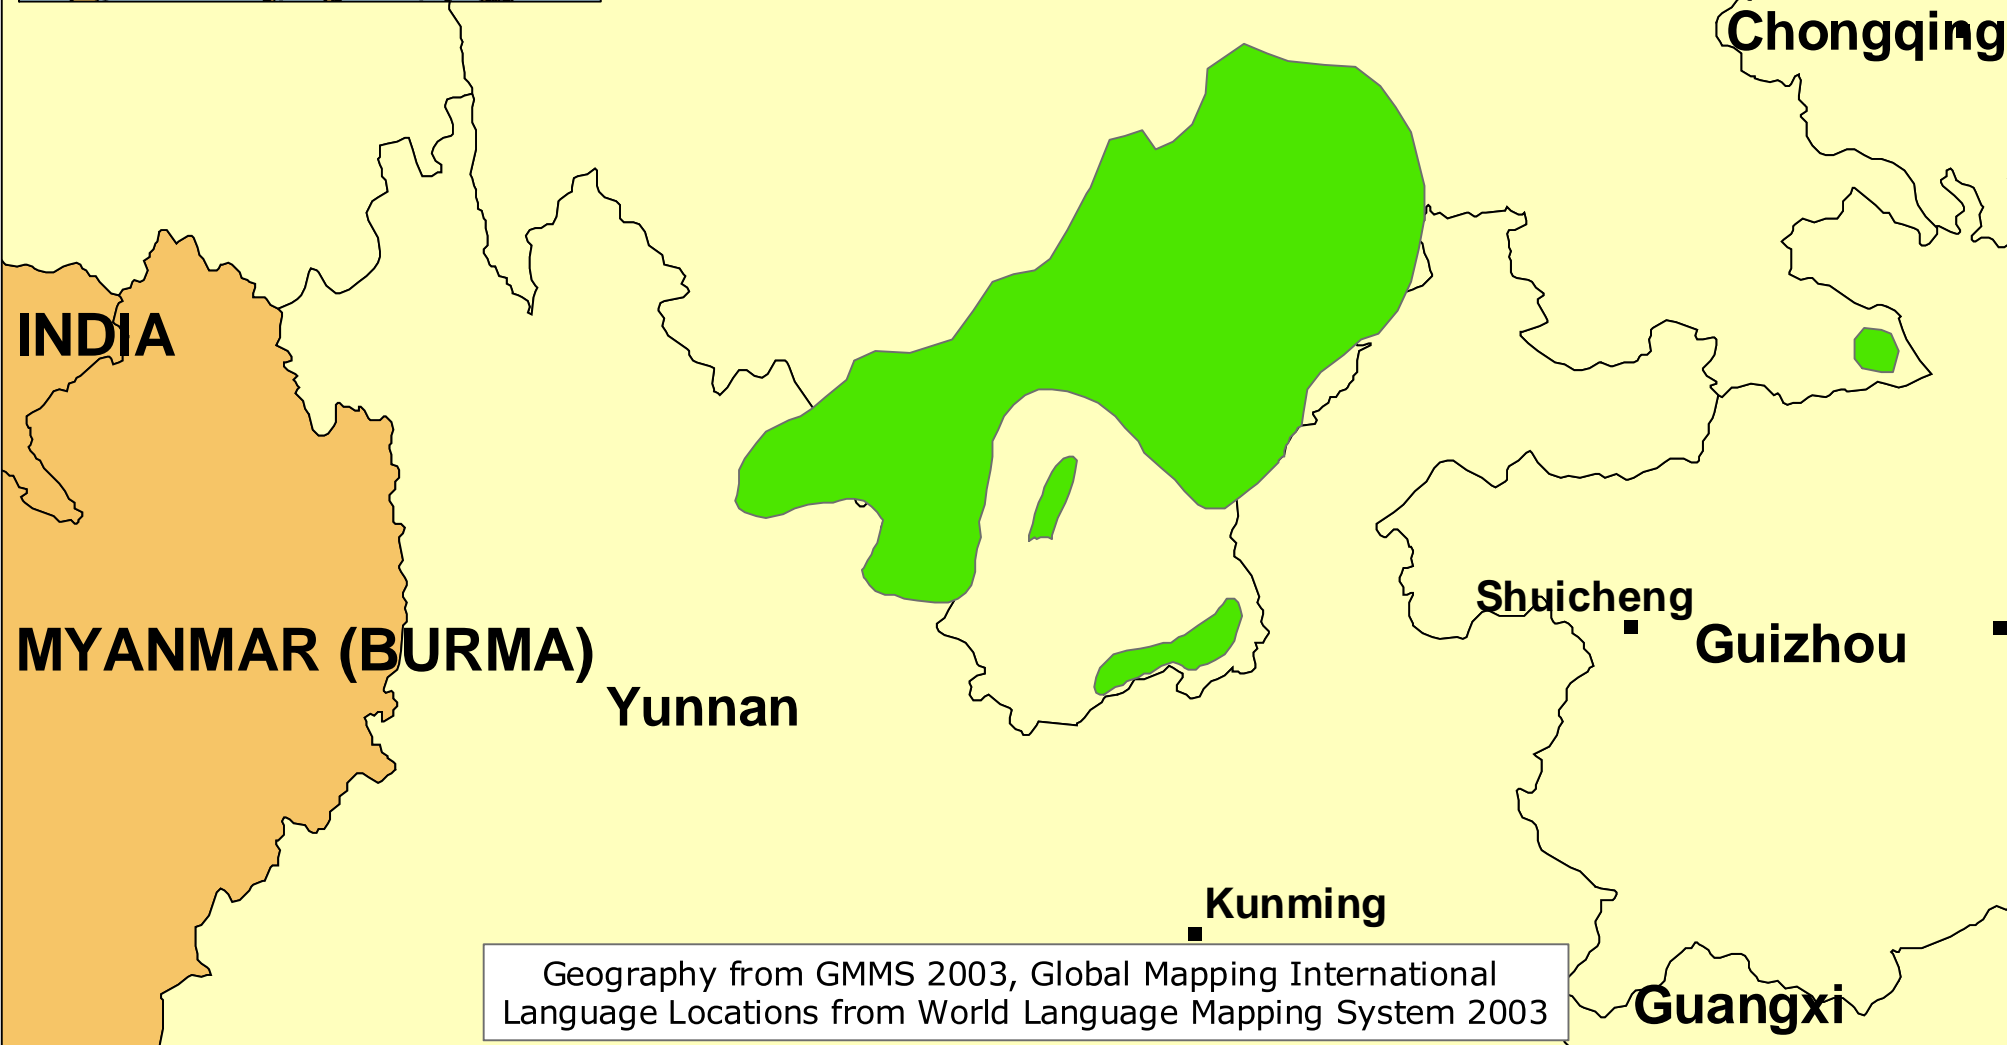 Chongqing
INDIA
Shuicheng
Guizhou
MYANMAR (BURMA)
Yunnan
Kunming
Geography from GMMS 2003, Global Mapping International
Language Locations from World Language Mapping System 2003
Guangxi